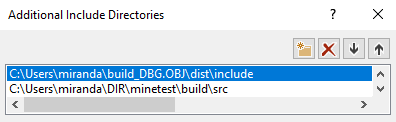 Additional Include Directories
?
C:\Users\miranda\build_DBG.OBJ\dist\include
C:\Users\miranda\DIR\minetest\build\src